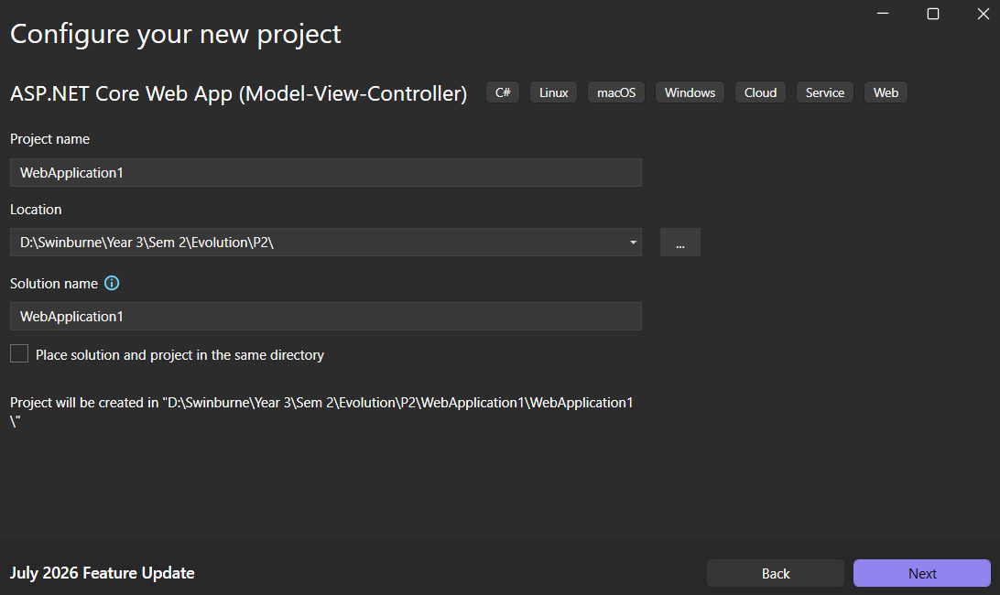 Configure your new project
ASP.NET Core Web App (Model-View-Controller) C# Linux macOS Windows Cloud Service Web
Project name
WebApplication1
Location
D:\Swinburne\Year 3\Sem 2\Evolution\P2\
...
Solution name
WebApplication1
Place solution and project in the same directory
Project will be created in "D:\Swinburne\Year 3\Sem 2\Evolution\P2\WebApplication1\WebApplication1
\"
July 2026 Feature Update
Back
Next